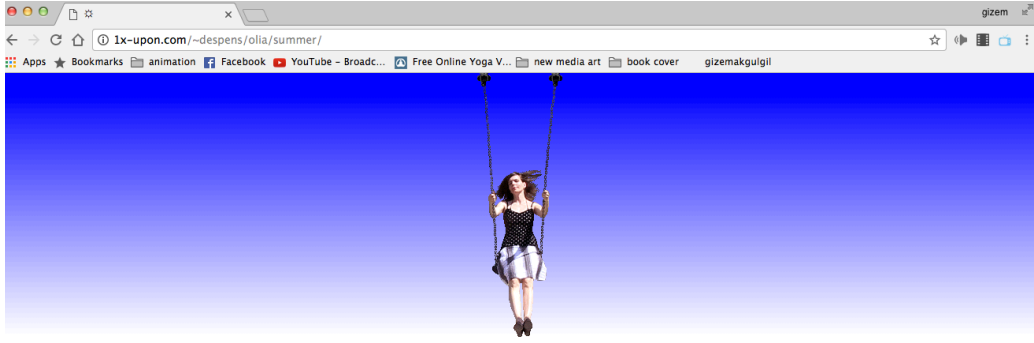 gizem
1x-upon.com/~despens/olia/summer/
Apps Bookmarks animation Facebook YouTube - Broadc... Free Online Yoga V... new media art book cover gizemakgulgil